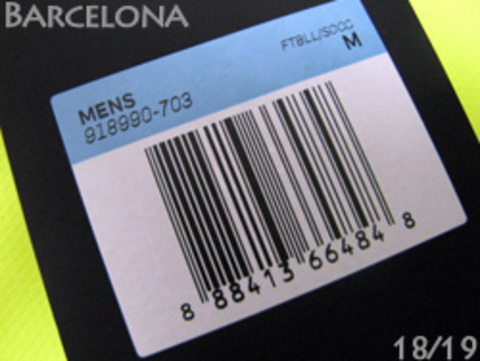 BARCELONA
FTBLL/SOCC
MENS
M
918990-703
8 88413 66484 8
18/19